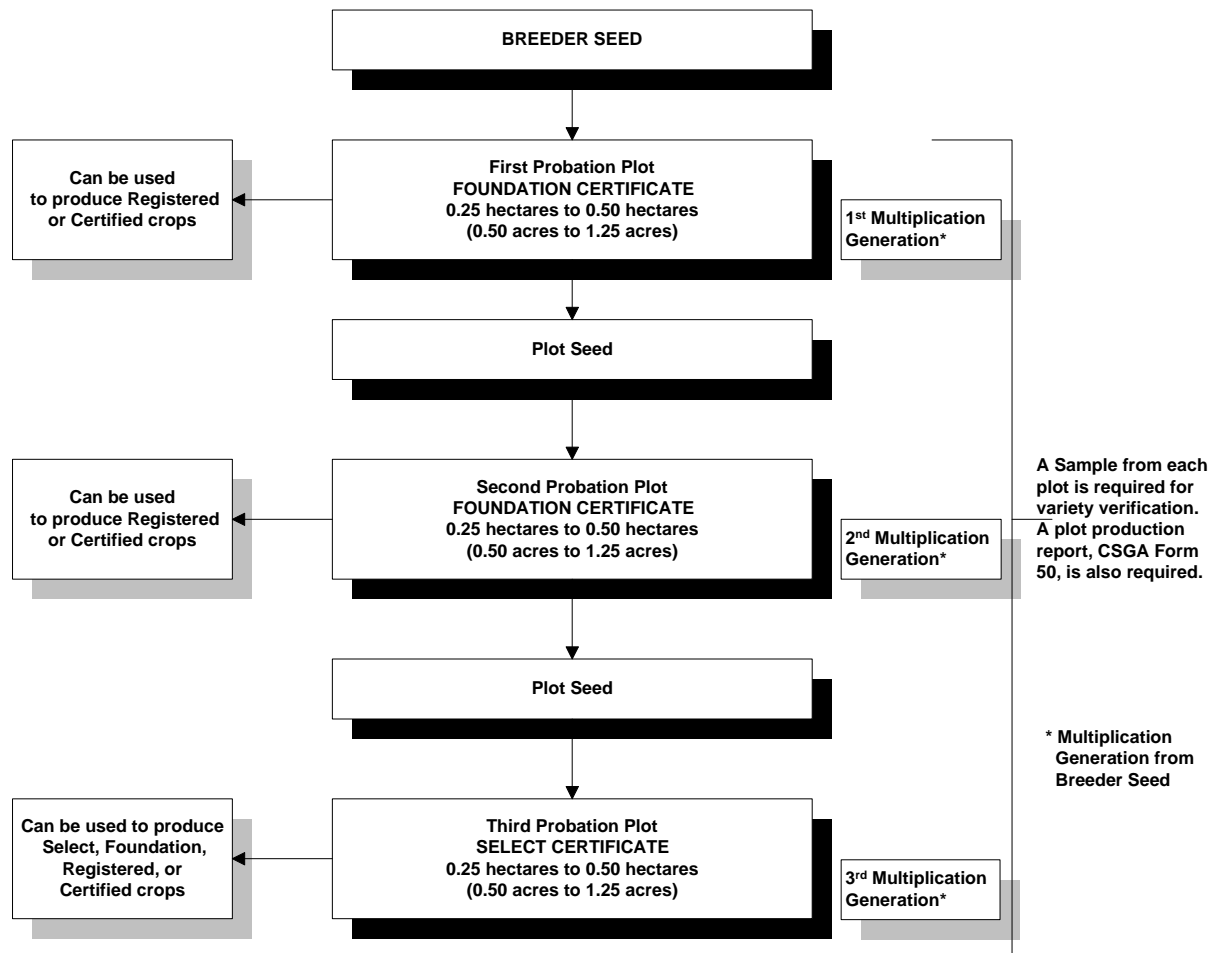 BREEDER SEED
Can be used
to produce Registered
or Certified crops
First Probation Plot
FOUNDATION CERTIFICATE
0.25 hectares to 0.50 hectares
(0.50 acres to 1.25 acres)
1st Multiplication
Generation*
Plot Seed
Can be used
to produce Registered
or Certified crops
Second Probation Plot
FOUNDATION CERTIFICATE
0.25 hectares to 0.50 hectares
(0.50 acres to 1.25 acres)
2nd Multiplication
Generation*
A Sample from each
plot is required for
variety verification.
A plot production
report, CSGA Form
50, is also required.
Plot Seed
* Multiplication
Generation from
Breeder Seed
Can be used to produce
Select, Foundation,
Registered, or
Certified crops
Third Probation Plot
SELECT CERTIFICATE
0.25 hectares to 0.50 hectares
(0.50 acres to 1.25 acres)
3rd Multiplication
Generation*